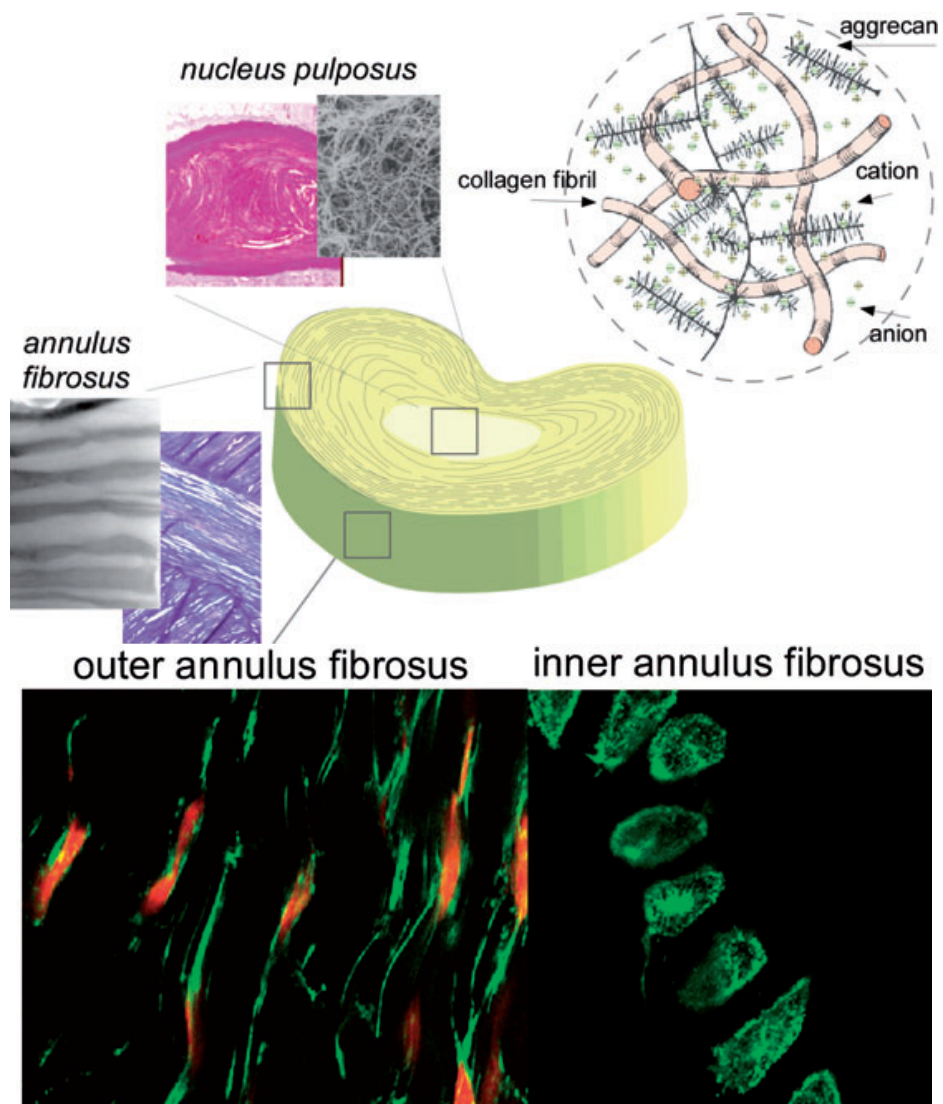 aggrecan
nucleus pulposus
collagen fibril
cation
anion
annulus
fibrosus
outer annulus fibrosus
inner annulus fibrosus